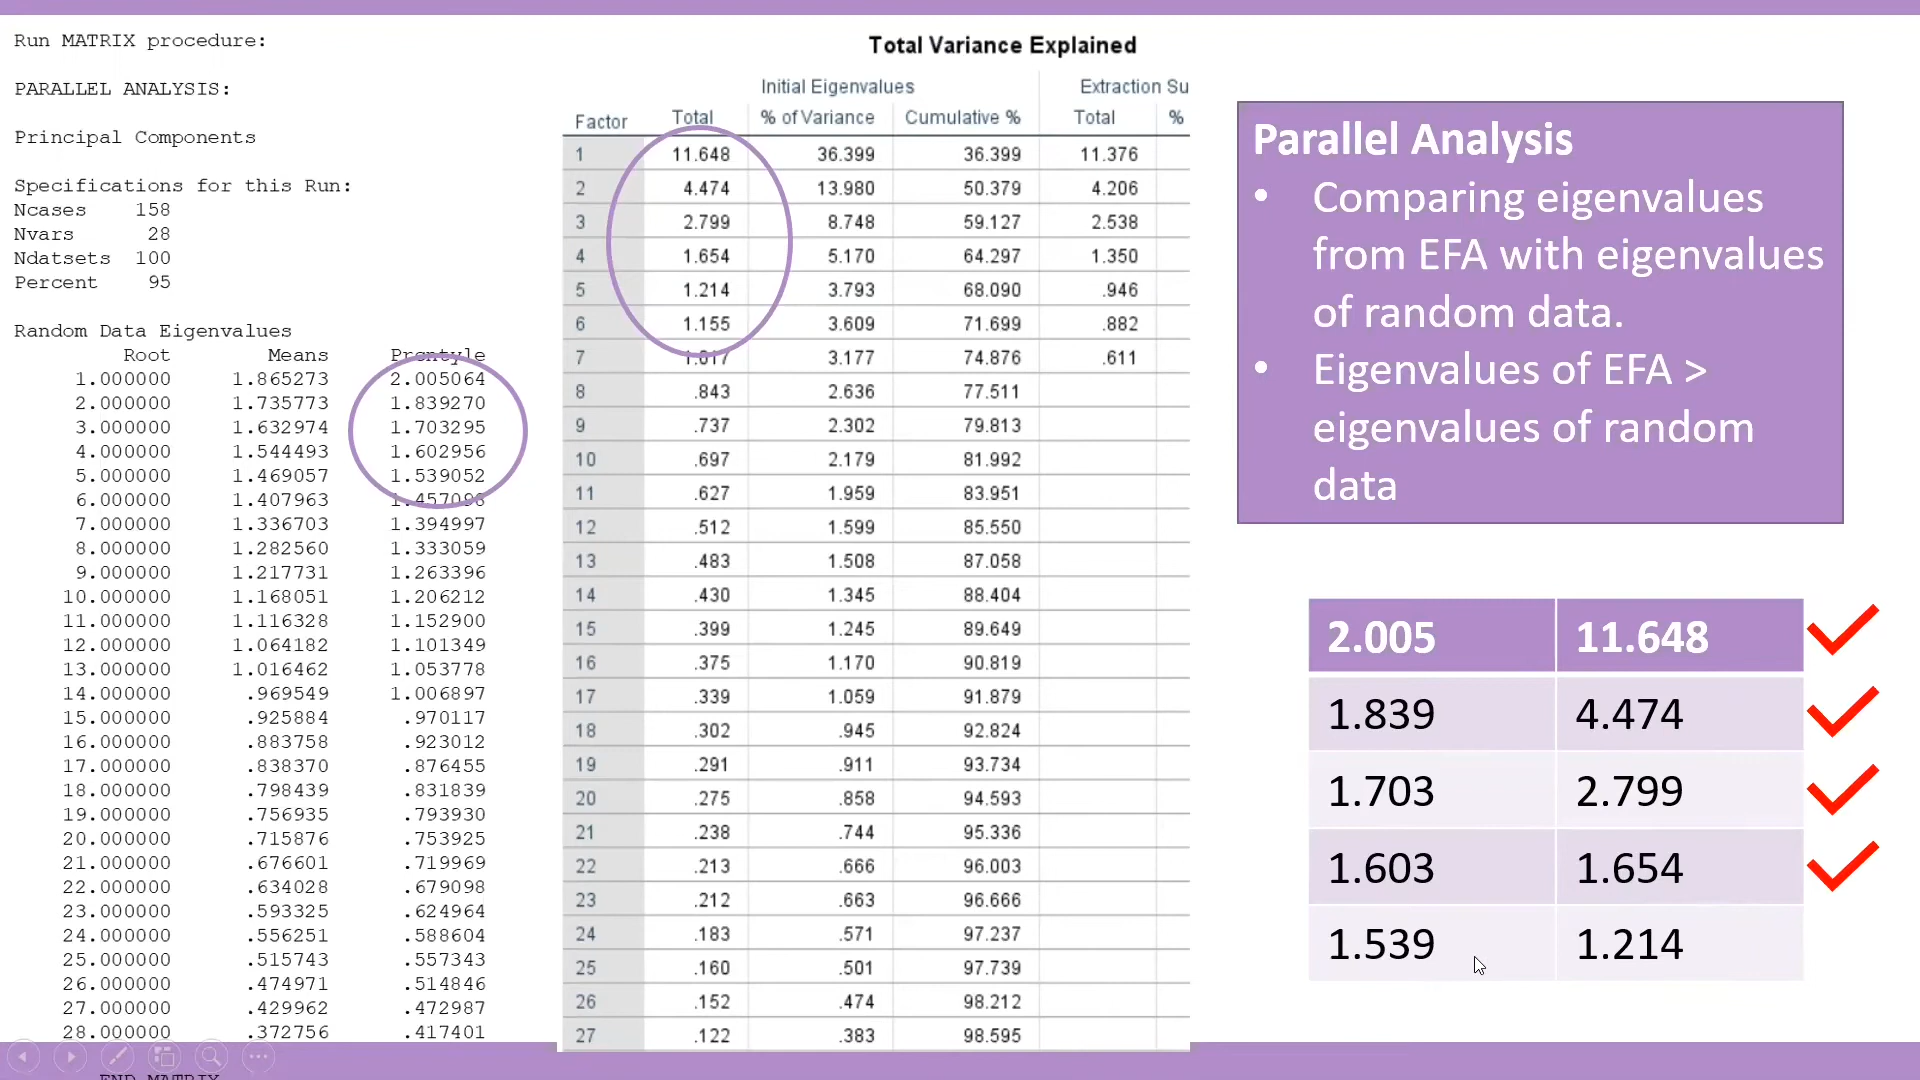 Run MATRIX procedure:
PARALLEL ANALYSIS:
Principal Components
Specifications for this Run:
Ncases 158
Nvars 28
Ndatsets 100
Percent 95
Random Data Eigenvalues
Root Means Prcntyle
1.000000 1.865273 2.005064
2.000000 1.735773 1.839270
3.000000 1.632974 1.703295
4.000000 1.544493 1.602956
5.000000 1.469057 1.539052
6.000000 1.407963 1.457098
7.000000 1.336703 1.394997
8.000000 1.282560 1.333059
9.000000 1.217731 1.263396
10.000000 1.168051 1.206212
11.000000 1.116328 1.152900
12.000000 1.064182 1.101349
13.000000 1.016462 1.053778
14.000000 .969549 1.006897
15.000000 .925884 .970117
16.000000 .883758 .923012
17.000000 .838370 .876455
18.000000 .798439 .831839
19.000000 .756935 .793930
20.000000 .715876 .753925
21.000000 .676601 .719969
22.000000 .634028 .679098
23.000000 .593325 .624964
24.000000 .556251 .588604
25.000000 .515743 .557343
26.000000 .474971 .514846
27.000000 .429962 .472987
28.000000 .372756 .417401
END MATRIX
Total Variance Explained
Initial Eigenvalues Extraction Su
Factor Total % of Variance Cumulative % Total %
1 11.648 36.399 36.399 11.376
2 4.474 13.980 50.379 4.206
3 2.799 8.748 59.127 2.538
4 1.654 5.170 64.297 1.350
5 1.214 3.793 68.090 .946
6 1.155 3.609 71.699 .882
7 1.017 3.177 74.876 .611
8 .843 2.636 77.511
9 .737 2.302 79.813
10 .697 2.179 81.992
11 .627 1.959 83.951
12 .512 1.599 85.550
13 .483 1.508 87.058
14 .430 1.345 88.404
15 .399 1.245 89.649
16 .375 1.170 90.819
17 .339 1.059 91.879
18 .302 .945 92.824
19 .291 .911 93.734
20 .275 .858 94.593
21 .238 .744 95.336
22 .213 .666 96.003
23 .212 .663 96.666
24 .183 .571 97.237
25 .160 .501 97.739
26 .152 .474 98.212
27 .122 .383 98.595
Parallel Analysis
• Comparing eigenvalues
from EFA with eigenvalues
of random data.
• Eigenvalues of EFA >
eigenvalues of random
data
2.005 11.648
1.839 4.474
1.703 2.799
1.603 1.654
1.539 1.214